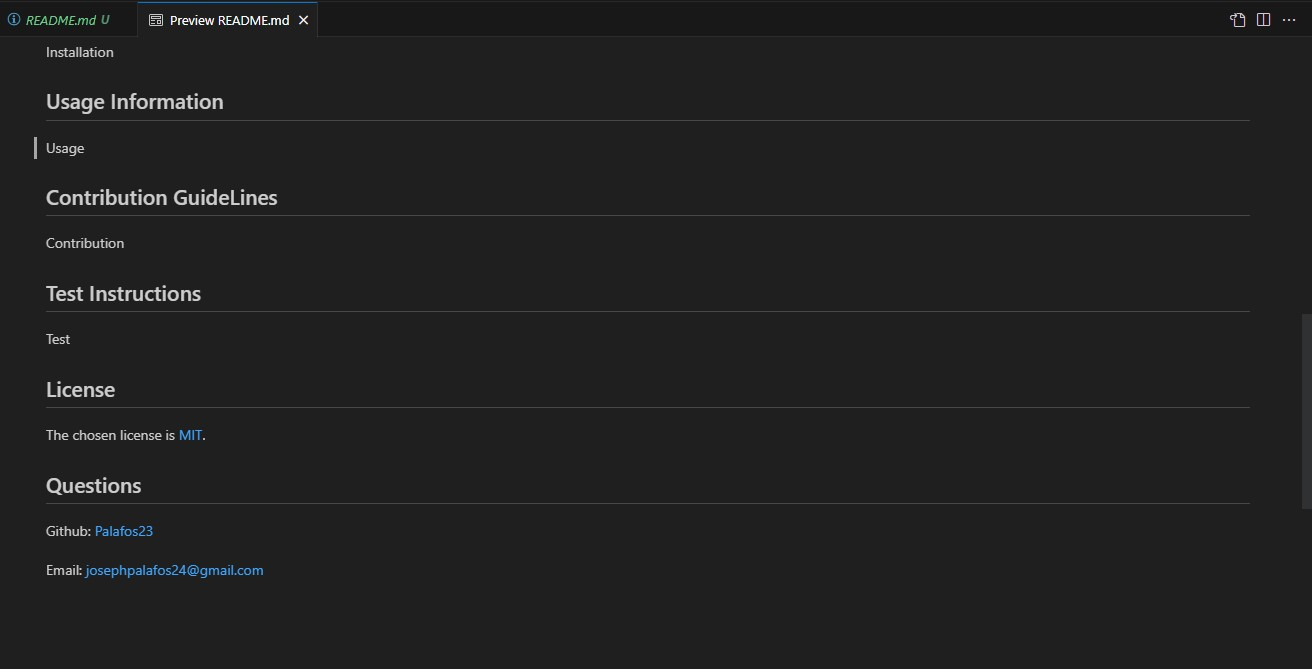 README.md U
Preview README.md
Installation
Usage Information
Usage
Contribution GuideLines
Contribution
Test Instructions
Test
License
The chosen license is MIT.
Questions
Github: Palafos23
Email: josephpalafos24@gmail.com